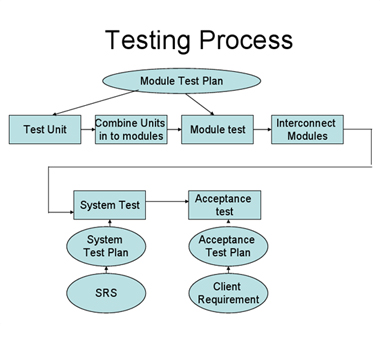 Testing Process
Module Test Plan
Test Unit
Combine Units
in to modules
Module test
Interconnect
Modules
System Test
Acceptance
test
System
Test Plan
Acceptance
Test Plan
SRS
Client
Requirement